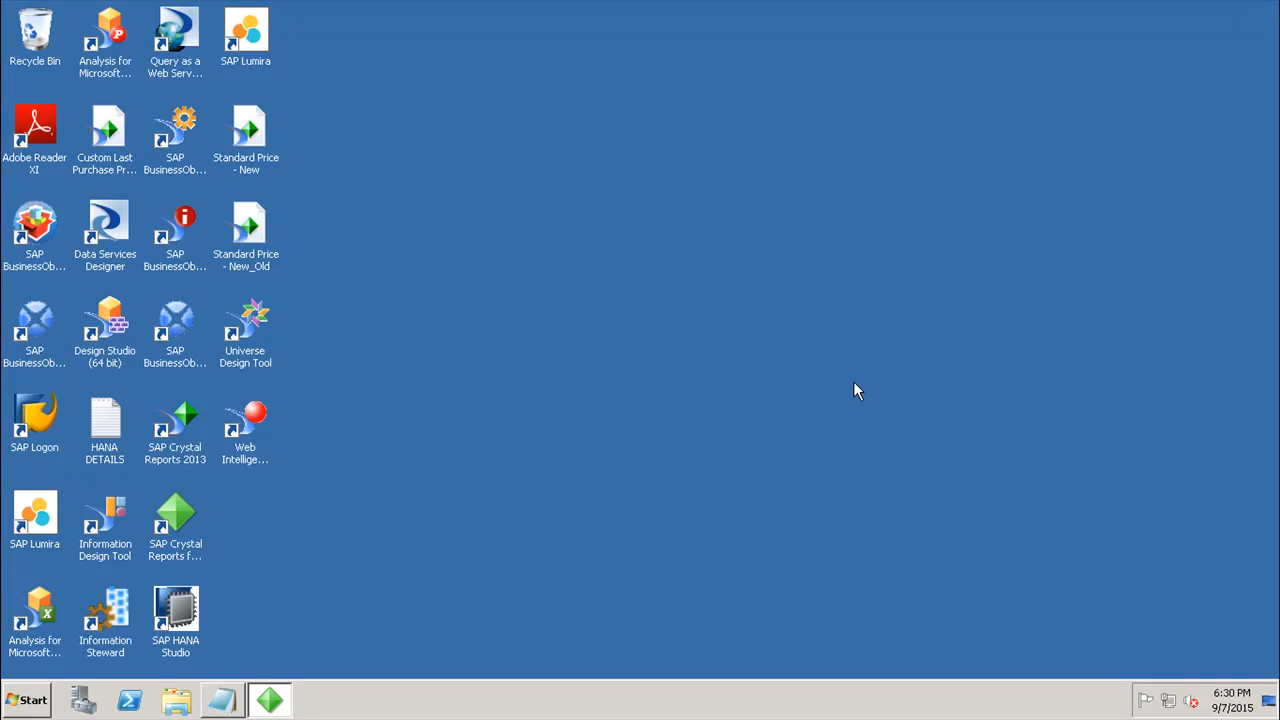 Recycle Bin
Analysis for
Microsoft...
Query as a
Web Serv...
SAP Lumira
Adobe Reader
XI
Custom Last
Purchase Pr...
SAP
BusinessOb...
Standard Price
- New
SAP
BusinessOb...
Data Services
Designer
SAP
BusinessOb...
Standard Price
- New_Old
SAP
BusinessOb...
Design Studio
(64 bit)
SAP
BusinessOb...
Universe
Design Tool
SAP Logon
HANA
DETAILS
SAP Crystal
Reports 2013
Web
Intellige...
SAP Lumira
Information
Design Tool
SAP Crystal
Reports f...
Analysis for
Microsoft...
Information
Steward
SAP HANA
Studio
Start
6:30 PM
9/7/2015